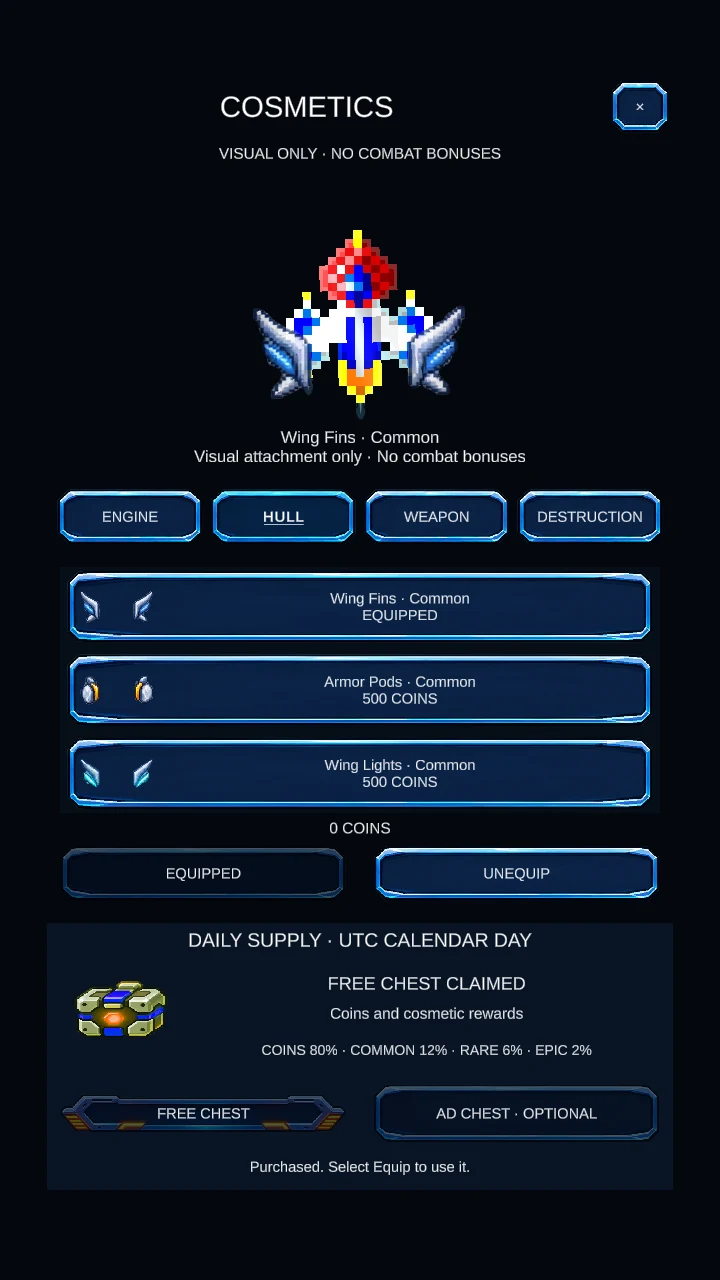 COSMETICS
×
VISUAL ONLY · NO COMBAT BONUSES
Wing Fins · Common
Visual attachment only · No combat bonuses
ENGINE
HULL
WEAPON
DESTRUCTION
Wing Fins · Common
EQUIPPED
Armor Pods · Common
500 COINS
Wing Lights · Common
500 COINS
0 COINS
EQUIPPED
UNEQUIP
DAILY SUPPLY · UTC CALENDAR DAY
FREE CHEST CLAIMED
Coins and cosmetic rewards
COINS 80% · COMMON 12% · RARE 6% · EPIC 2%
FREE CHEST
AD CHEST · OPTIONAL
Purchased. Select Equip to use it.